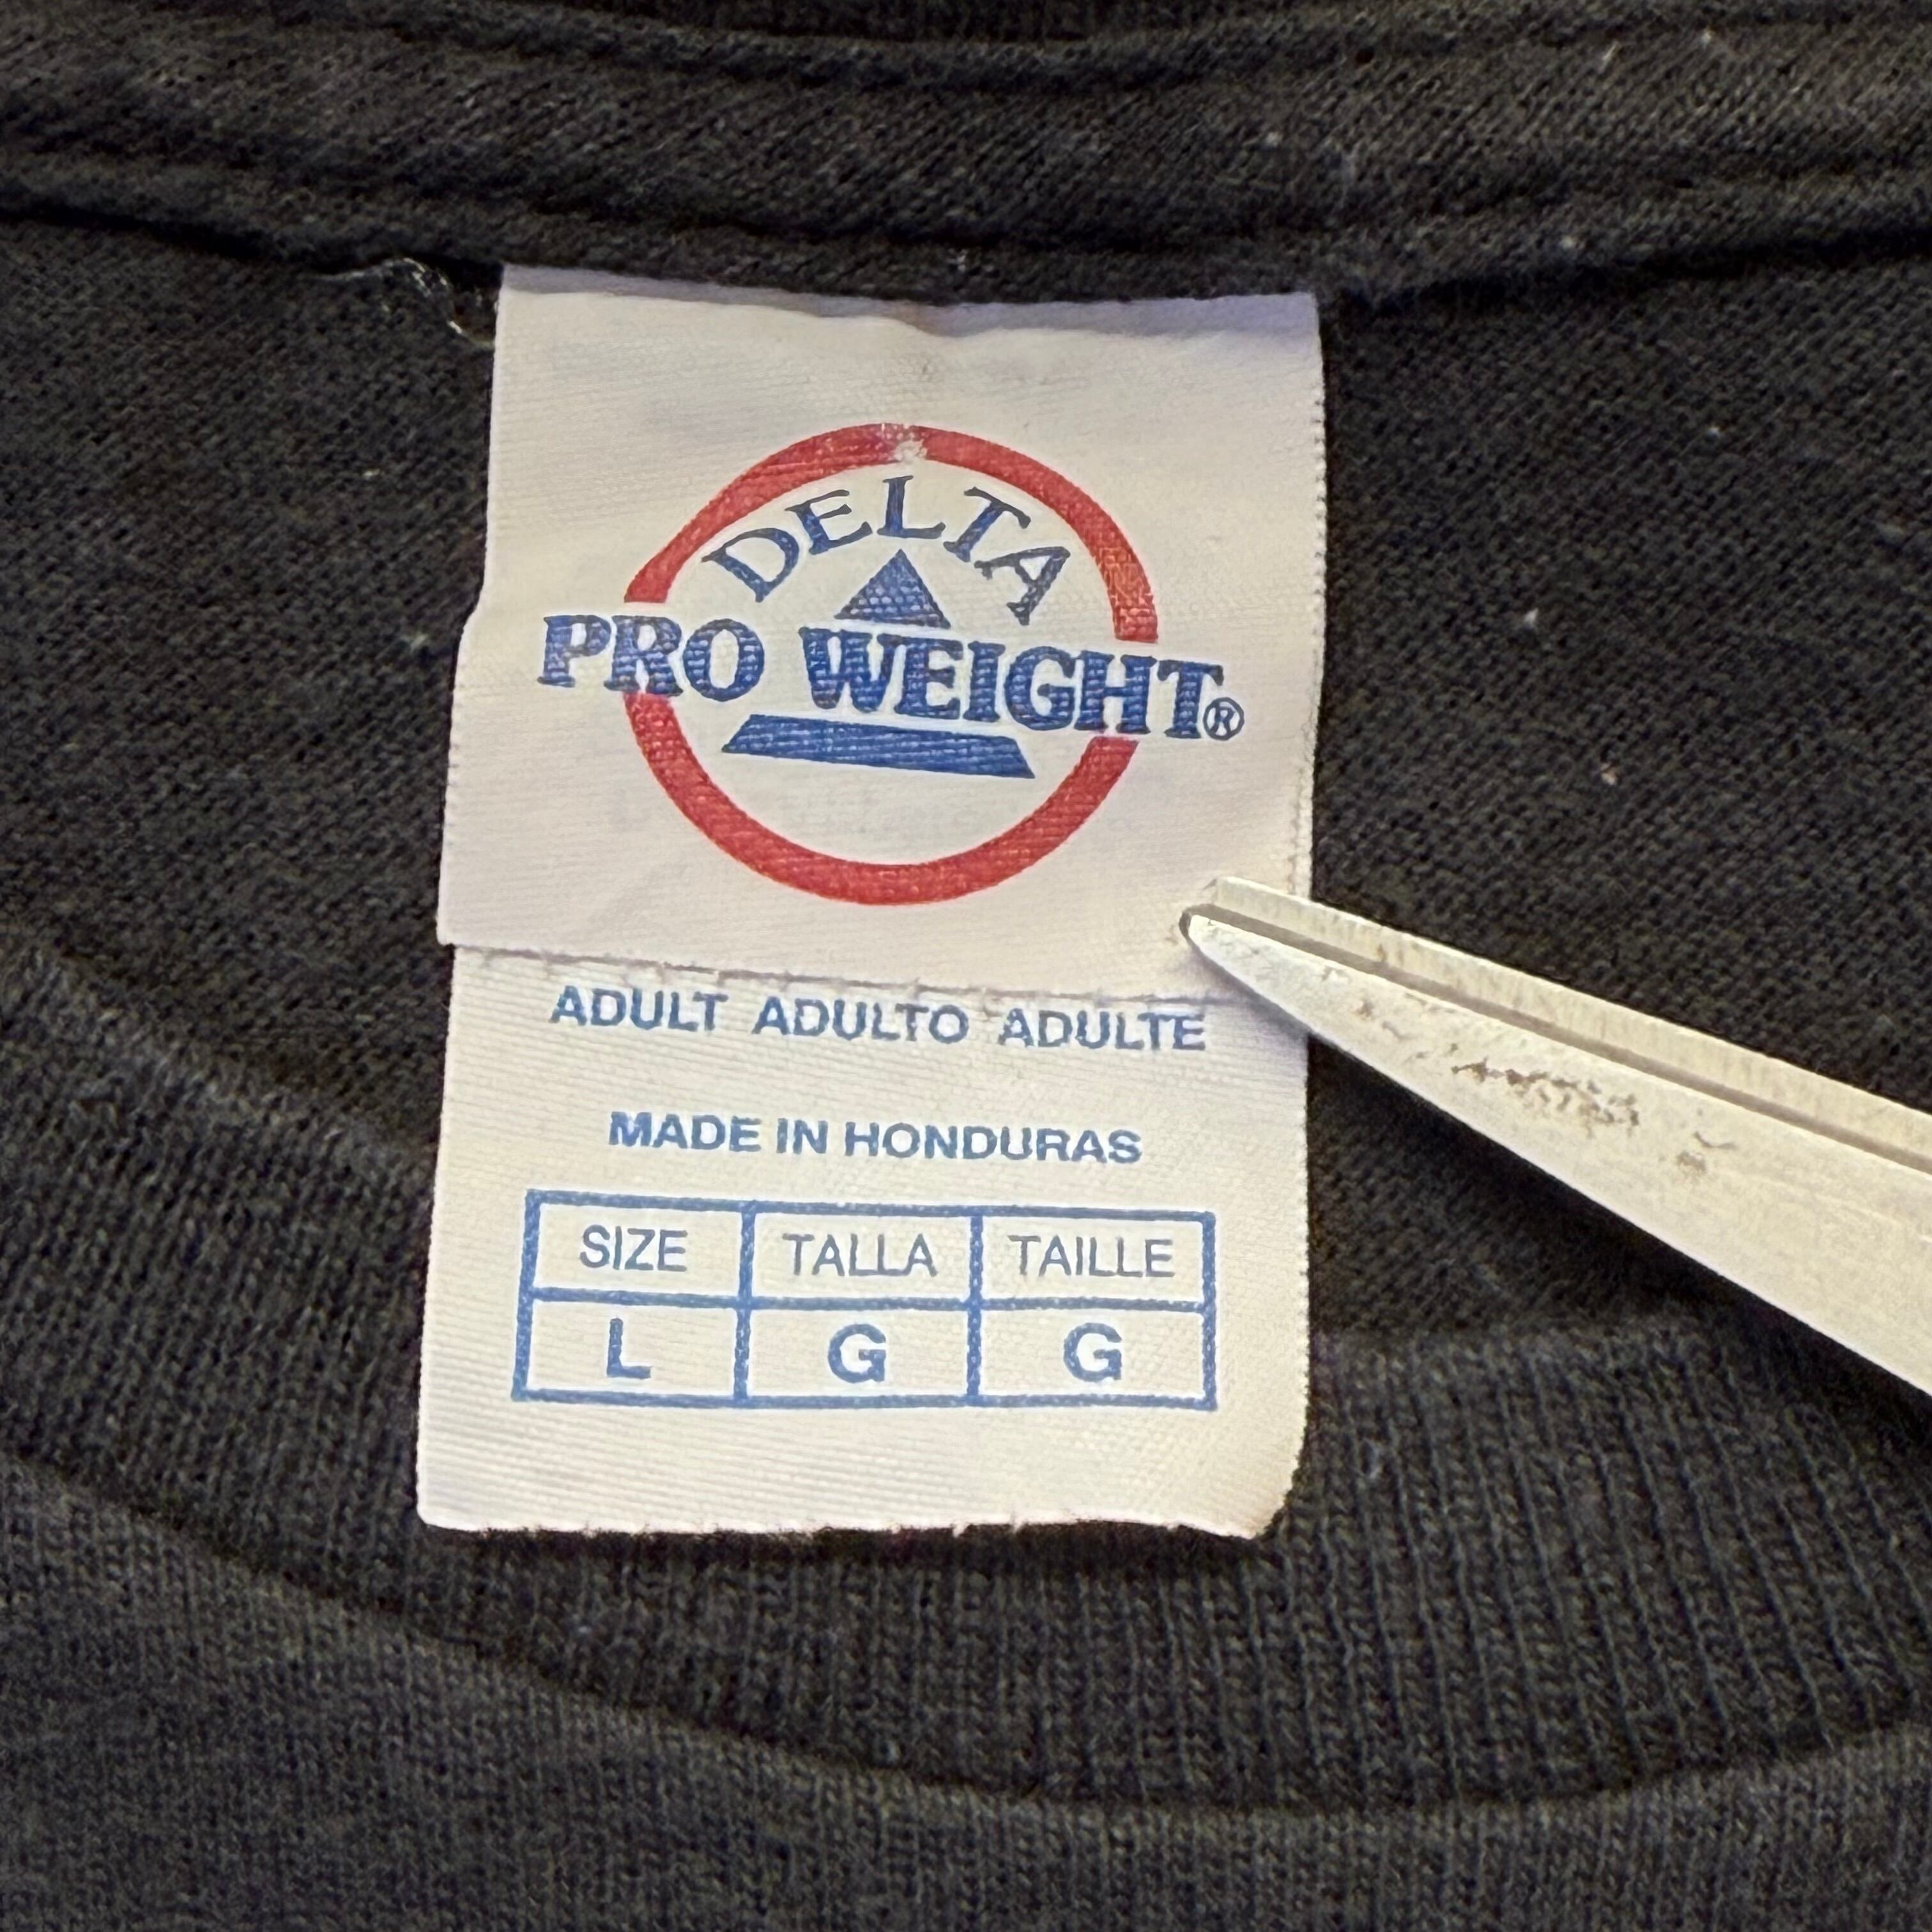 DELTA
PRO WEIGHT®
ADULT ADULTO ADULTE
MADE IN HONDURAS
SIZE TALLA TAILLE
L G G